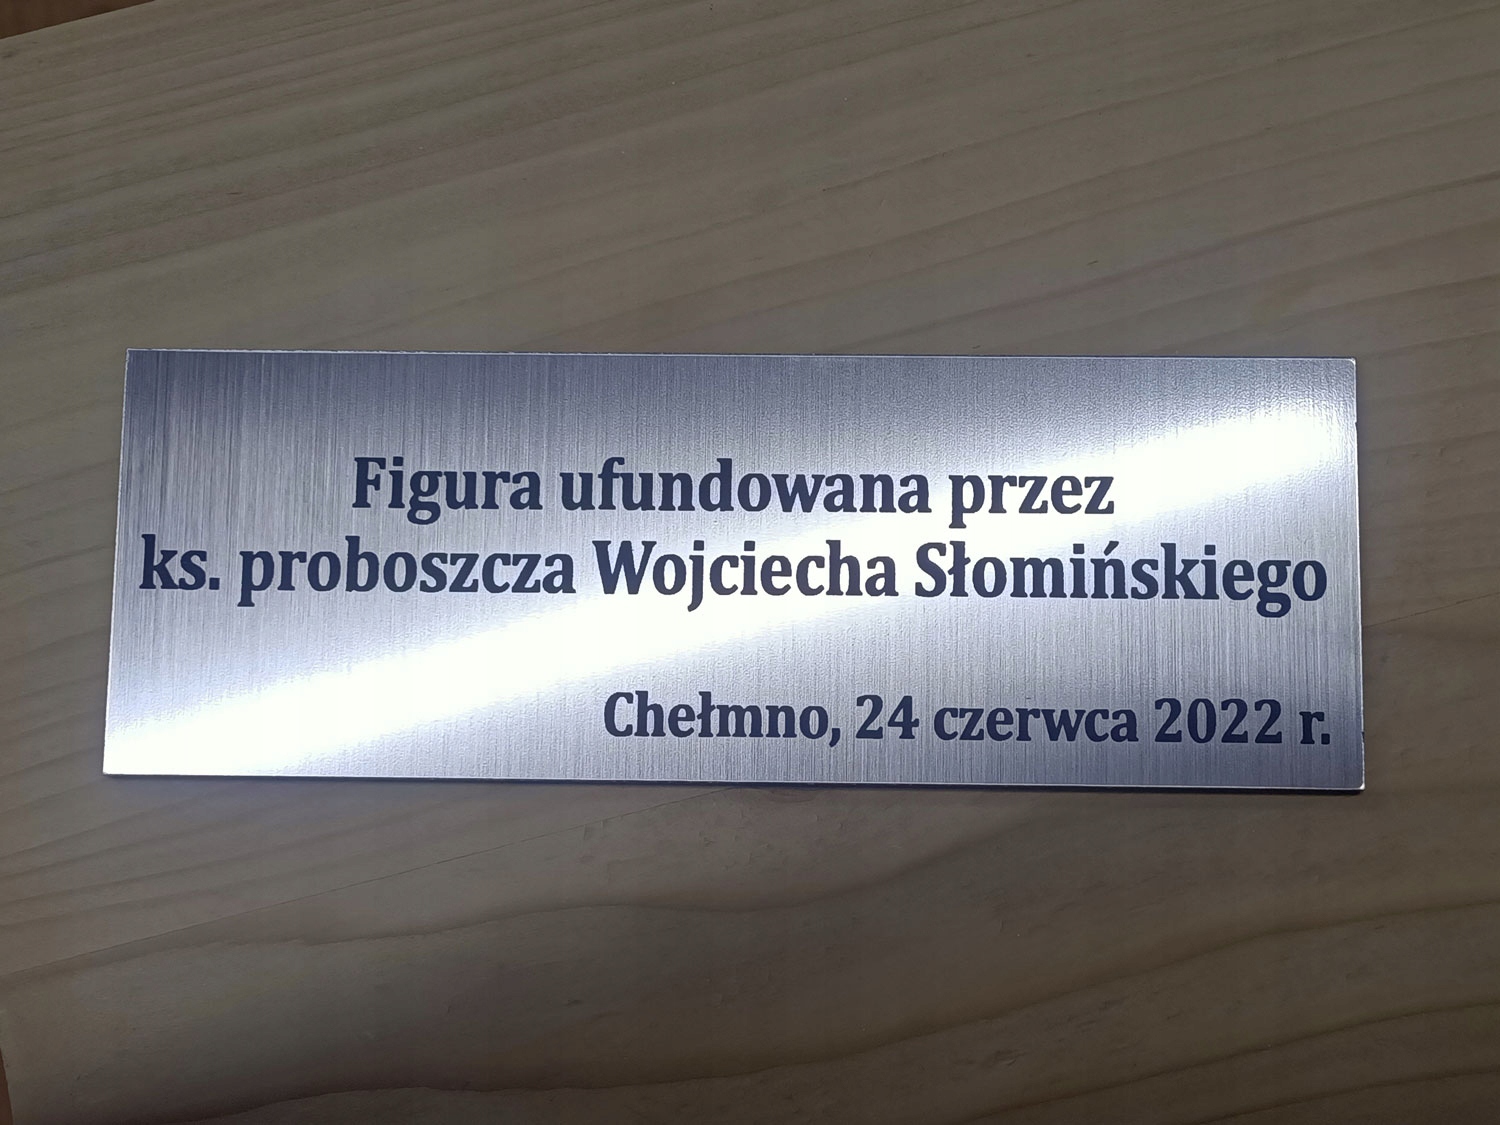 Figura ufundowana przez
ks. proboszcza Wojciecha Słomińskiego
Chełmno, 24 czerwca 2022 r.